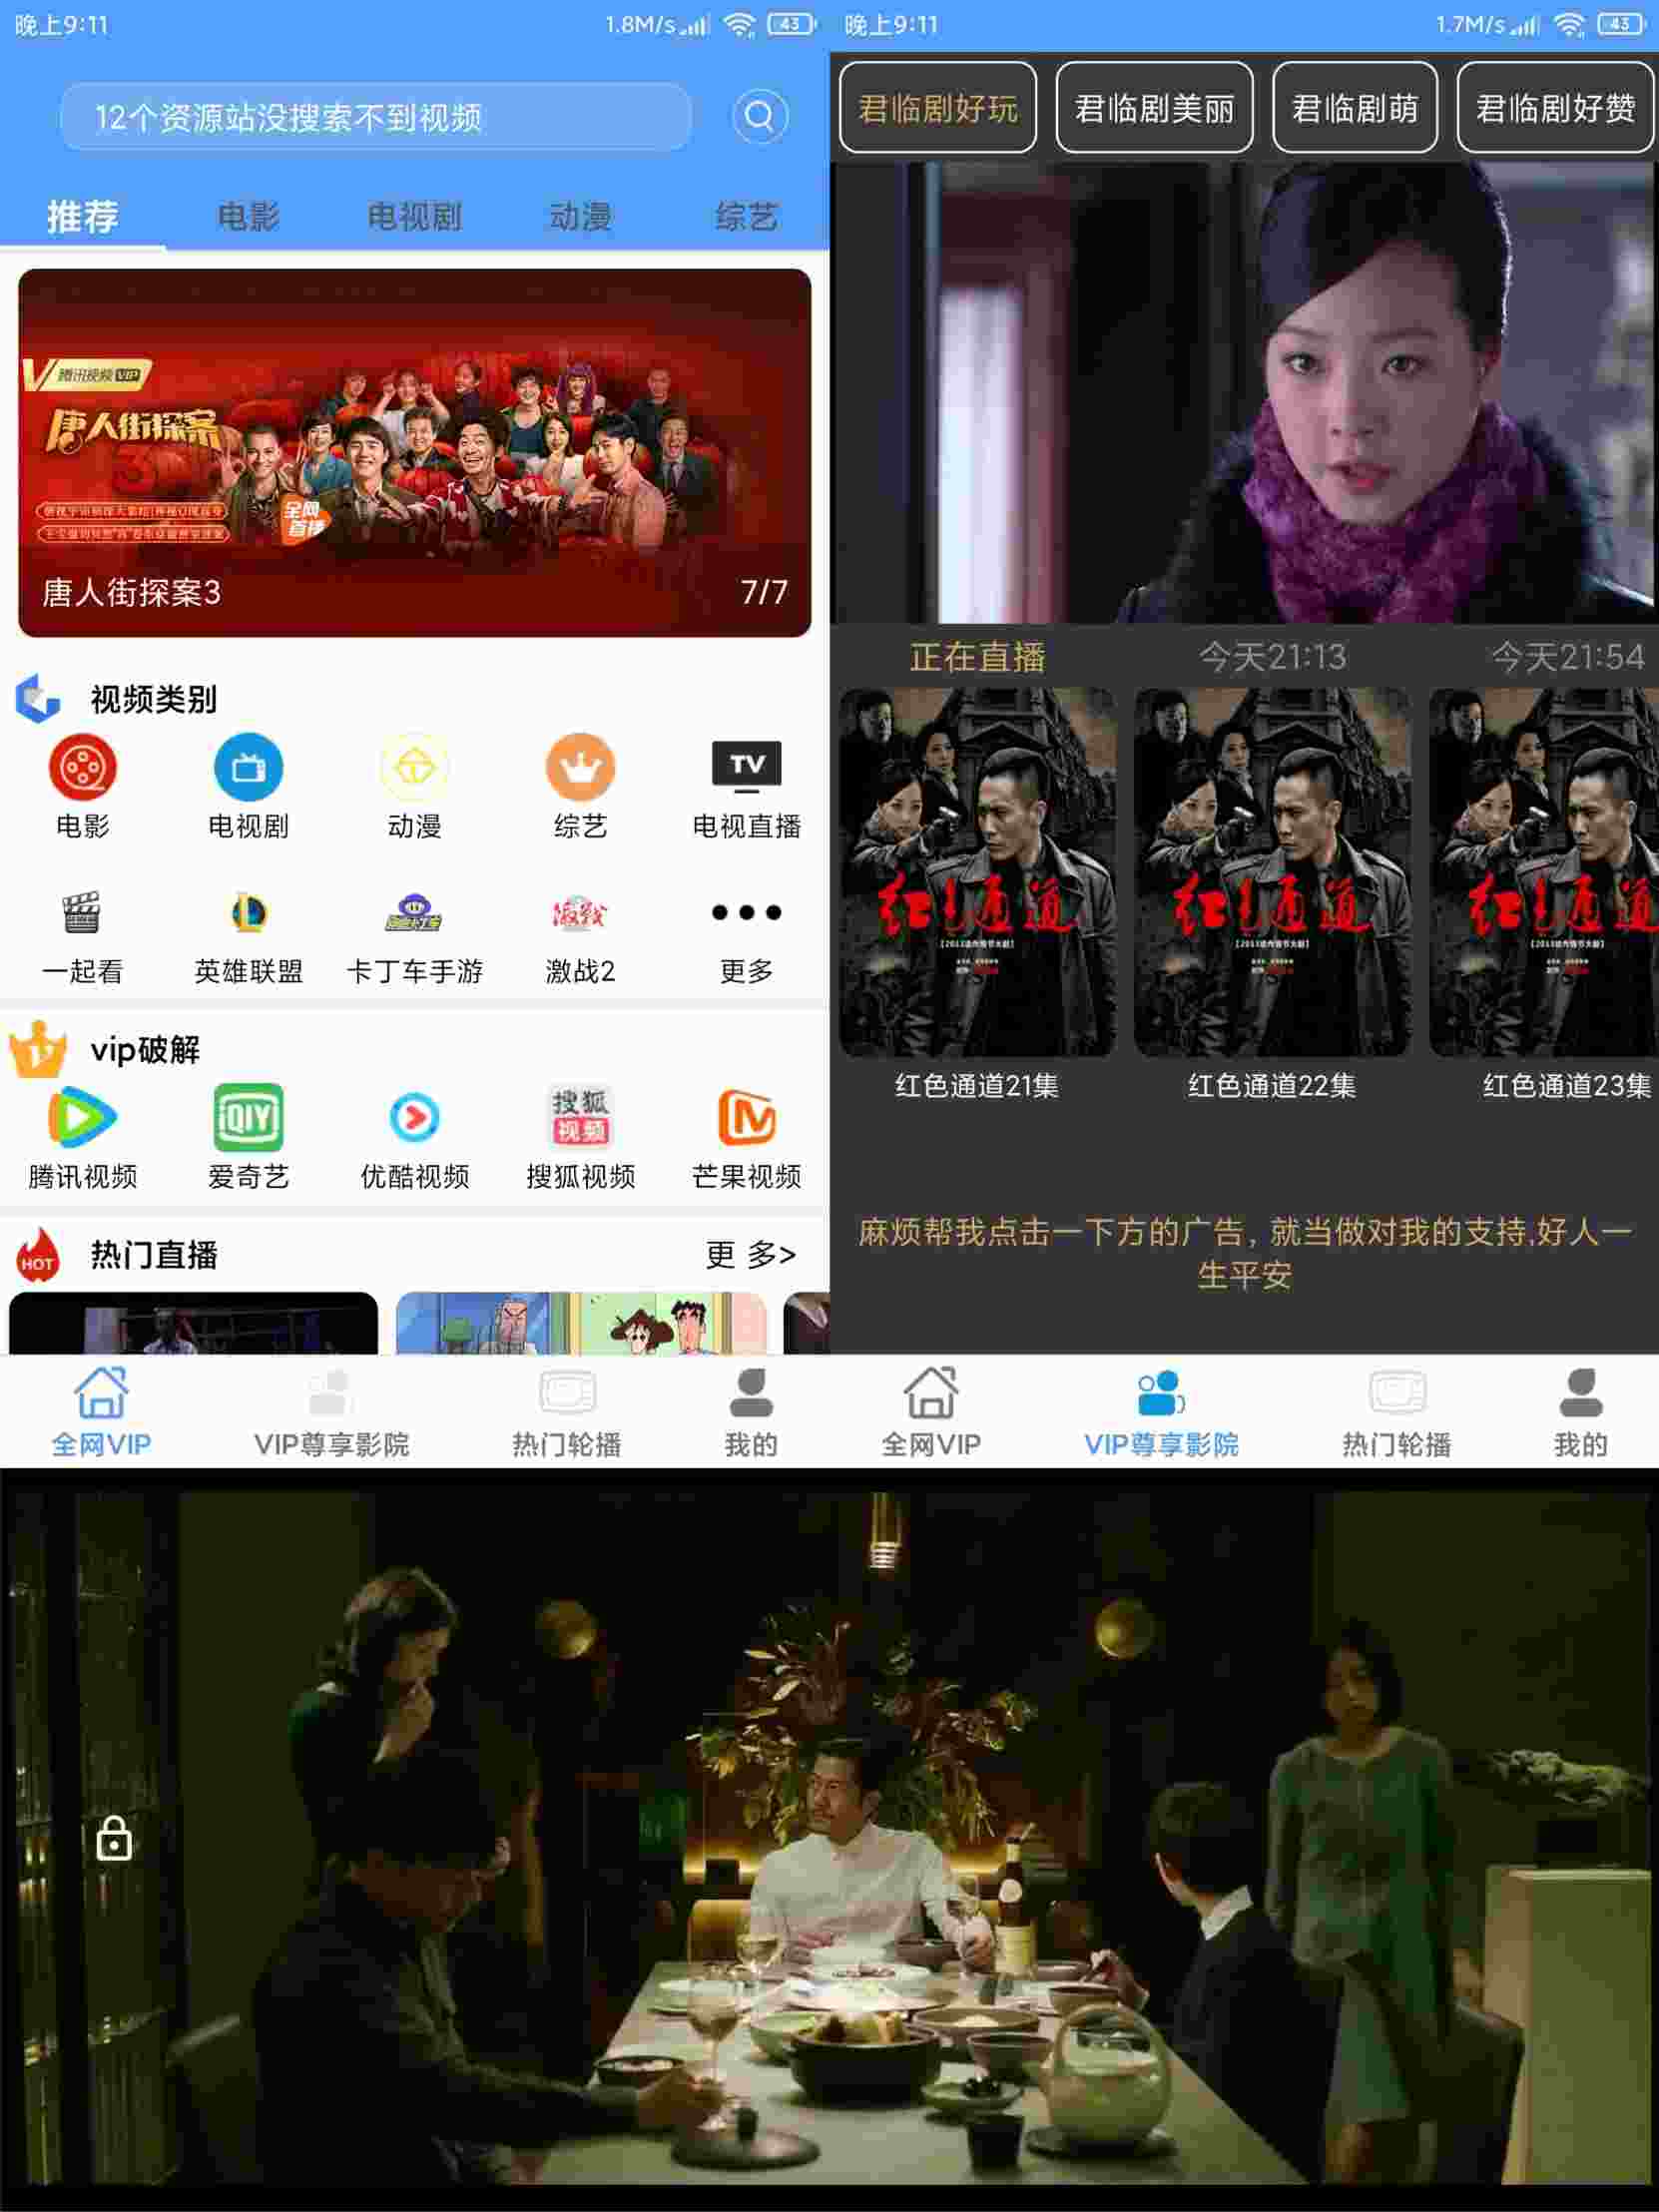 晚上9:11
1.8M/s
43
12个资源站没搜索不到视频
推荐 电影 电视剧 动漫 综艺
腾讯视频VIP
唐人街探案
3
全网
直播
唐人街探案3
7/7
视频类别
TV
电影 电视剧 动漫 综艺 电视直播
激战
一起看 英雄联盟 卡丁车手游 激战2 更多
vip破解
QIY
搜狐
视频
腾讯视频 爱奇艺 优酷视频 搜狐视频 芒果视频
HOT
热门直播
更 多>
全网VIP VIP尊享影院 热门轮播 我的
晚上9:11
1.7M/s
43
君临剧好玩 君临剧美丽 君临剧萌 君临剧好赞
正在直播 今天21:13 今天21:54
红色通道 红色通道 红色通道
红色通道21集 红色通道22集 红色通道23集
麻烦帮我点击一下方的广告，就当做对我的支持,好人一
生平安
全网VIP VIP尊享影院 热门轮播 我的